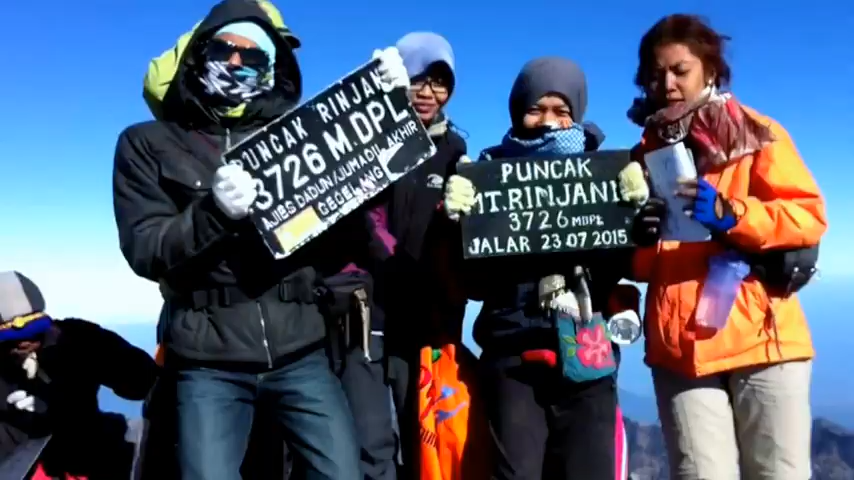 PUNCAK RINJANI
3726 M.DPL
AJIES DADUN/JUMADIL AKHIR
GEGELANG
PUNCAK
MT.RINJANI
3726 MDPL
JALAR 23 07 2015